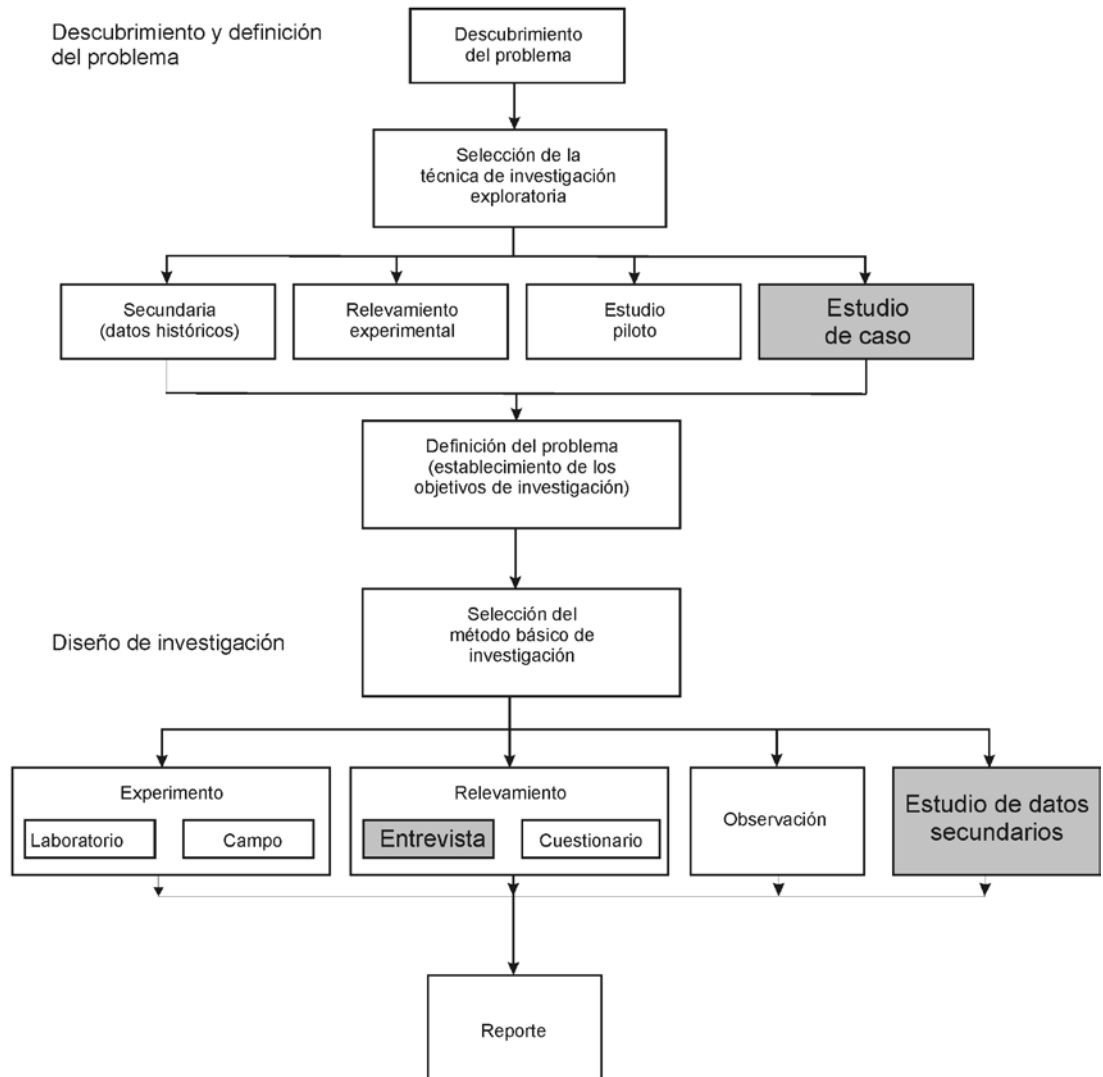 Descubrimiento y definición
del problema
Descubrimiento
del problema
Selección de la
técnica de investigación
exploratoria
Secundaria
(datos históricos)
Relevamiento
experimental
Estudio
piloto
Estudio
de caso
Definición del problema
(establecimiento de los
objetivos de investigación)
Diseño de investigación
Selección del
método básico de
investigación
Experimento
Laboratorio
Campo
Relevamiento
Entrevista
Cuestionario
Observación
Estudio de datos
secundarios
Reporte